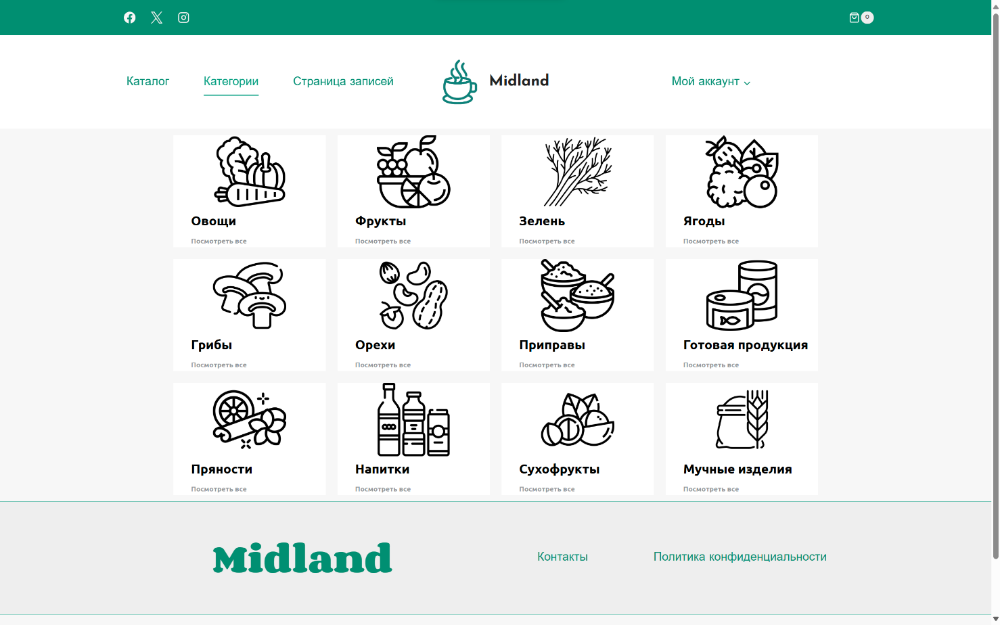 0
Каталог
Категории
Страница записей
Midland
Мой аккаунт
Овощи
Посмотреть все
Фрукты
Посмотреть все
Зелень
Посмотреть все
Ягоды
Посмотреть все
Грибы
Посмотреть все
Орехи
Посмотреть все
Приправы
Посмотреть все
Готовая продукция
Посмотреть все
Пряности
Посмотреть все
Напитки
Посмотреть все
Сухофрукты
Посмотреть все
Мучные изделия
Посмотреть все
Midland
Контакты
Политика конфиденциальности